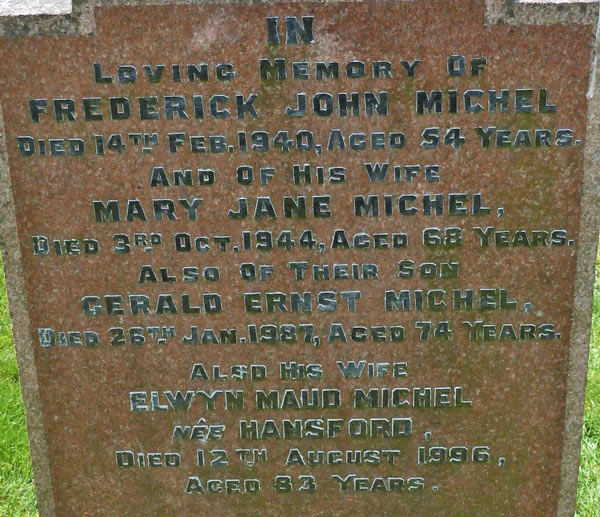 IN
LOVING MEMORY OF
FREDERICK JOHN MICHEL
DIED 14TH FEB. 1940, AGED 54 YEARS.
AND OF HIS WIFE
MARY JANE MICHEL,
DIED 3RD OCT. 1944, AGED 68 YEARS.
ALSO OF THEIR SON
GERALD ERNST MICHEL,
DIED 26TH JAN. 1987, AGED 74 YEARS.
ALSO HIS WIFE
ELWYN MAUD MICHEL
NÊE HANSFORD,
DIED 12TH AUGUST 1996,
AGED 83 YEARS.